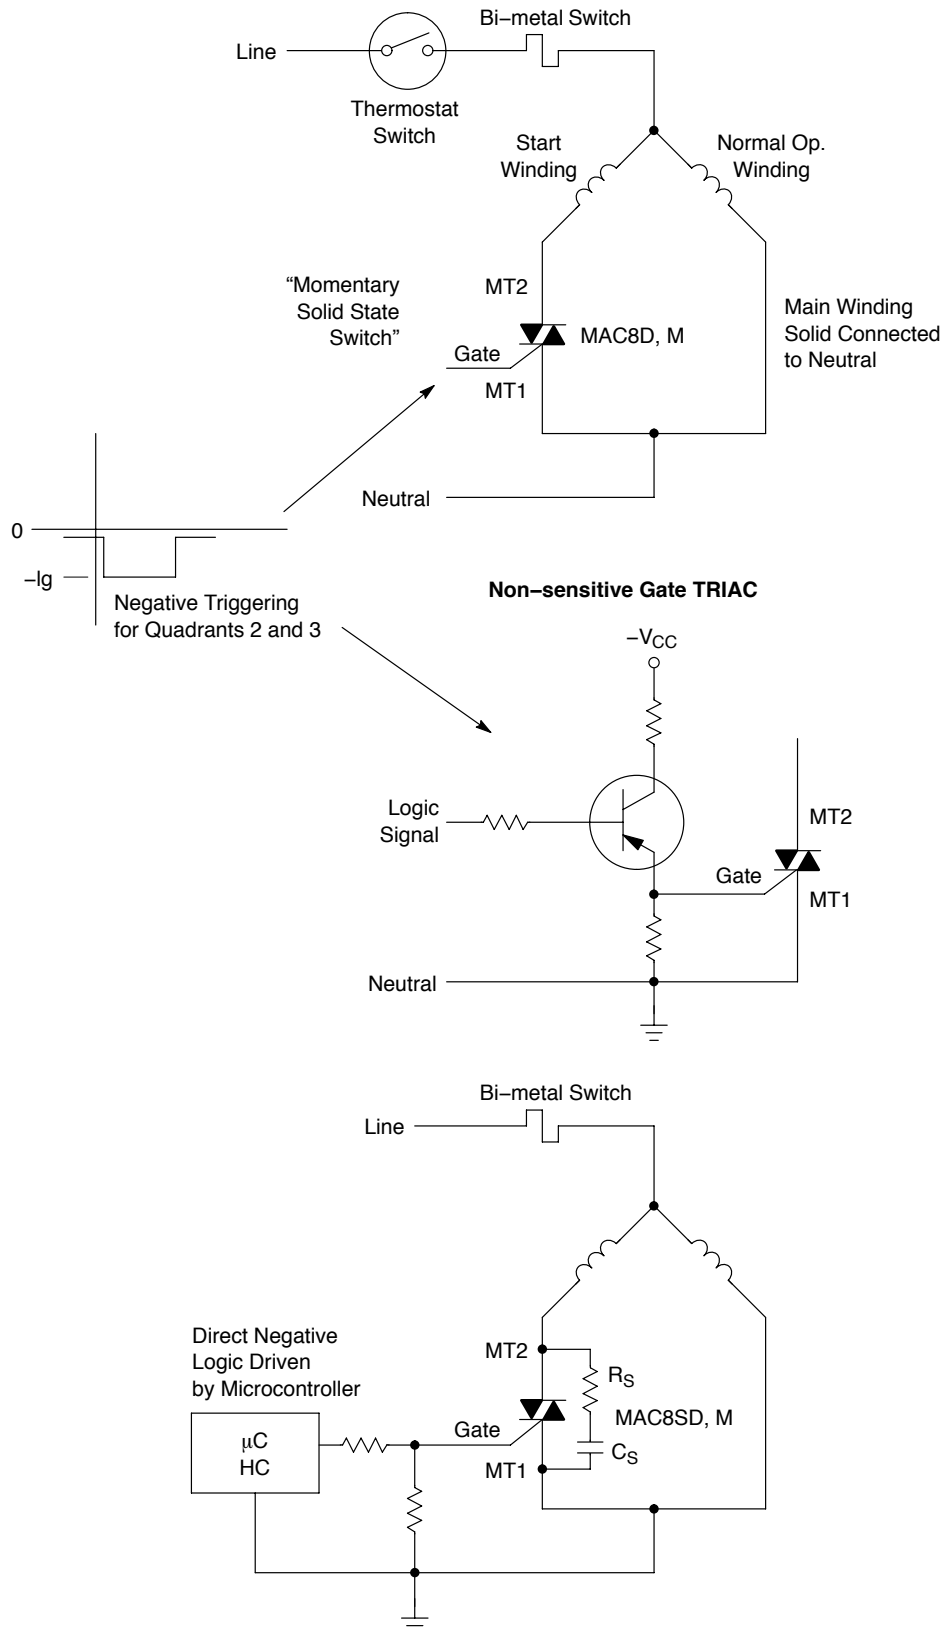 Bi−metal Switch
Line
Thermostat
Switch
Start
Winding
Normal Op.
Winding
"Momentary
Solid State
Switch"
MT2
MAC8D, M
Gate
MT1
Main Winding
Solid Connected
to Neutral
Neutral
0
−Ig
Negative Triggering
for Quadrants 2 and 3
Non−sensitive Gate TRIAC
−VCC
Logic
Signal
MT2
Gate
MT1
Neutral
Bi−metal Switch
Line
Direct Negative
Logic Driven
by Microcontroller
MT2
RS
MAC8SD, M
Gate
CS
MT1
μC
HC